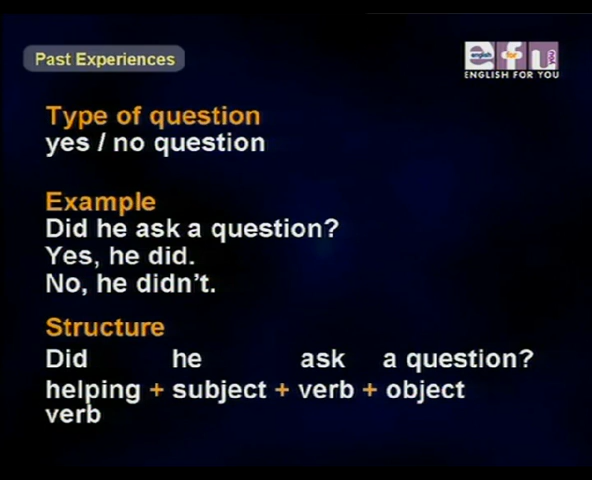 Past Experiences
english for you
ENGLISH FOR YOU
Type of question
yes / no question
Example
Did he ask a question?
Yes, he did.
No, he didn't.
Structure
Did he ask a question?
helping + subject + verb + object
verb